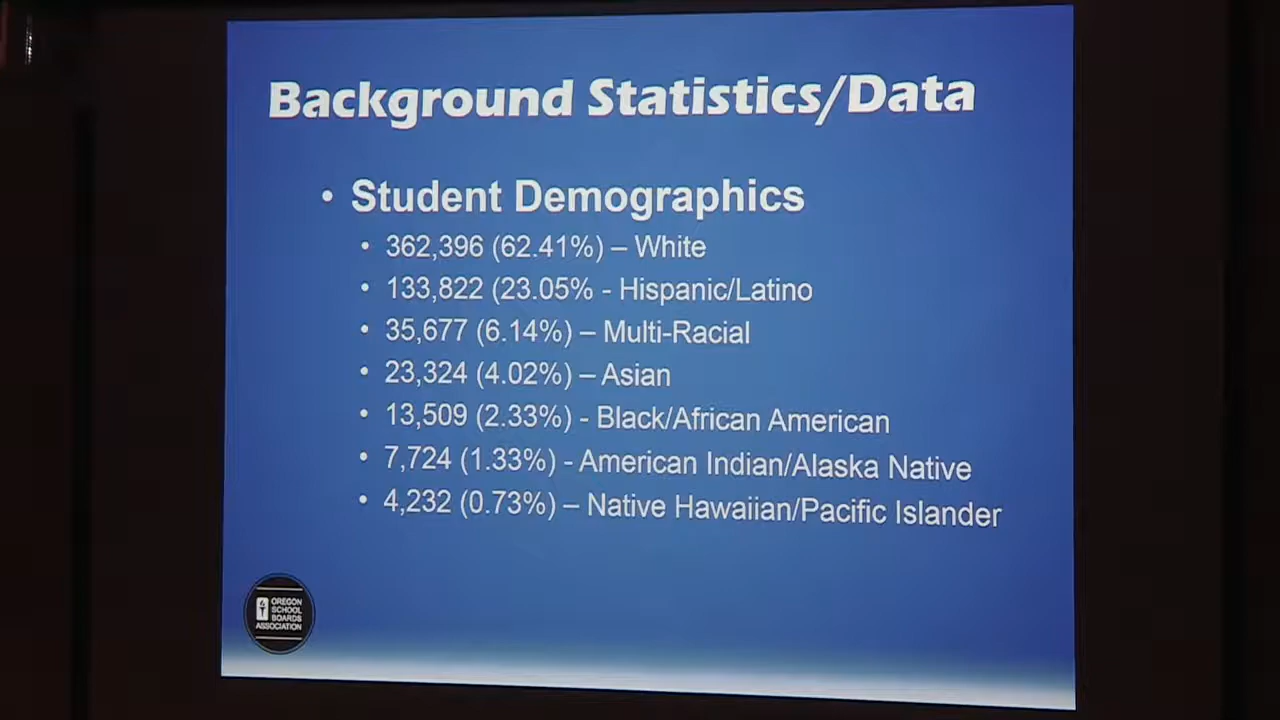 Background Statistics/Data
• Student Demographics
• 362,396 (62.41%) – White
• 133,822 (23.05% - Hispanic/Latino
• 35,677 (6.14%) – Multi-Racial
• 23,324 (4.02%) – Asian
• 13,509 (2.33%) - Black/African American
• 7,724 (1.33%) - American Indian/Alaska Native
• 4,232 (0.73%) – Native Hawaiian/Pacific Islander
OREGON
SCHOOL
BOARDS
ASSOCIATION